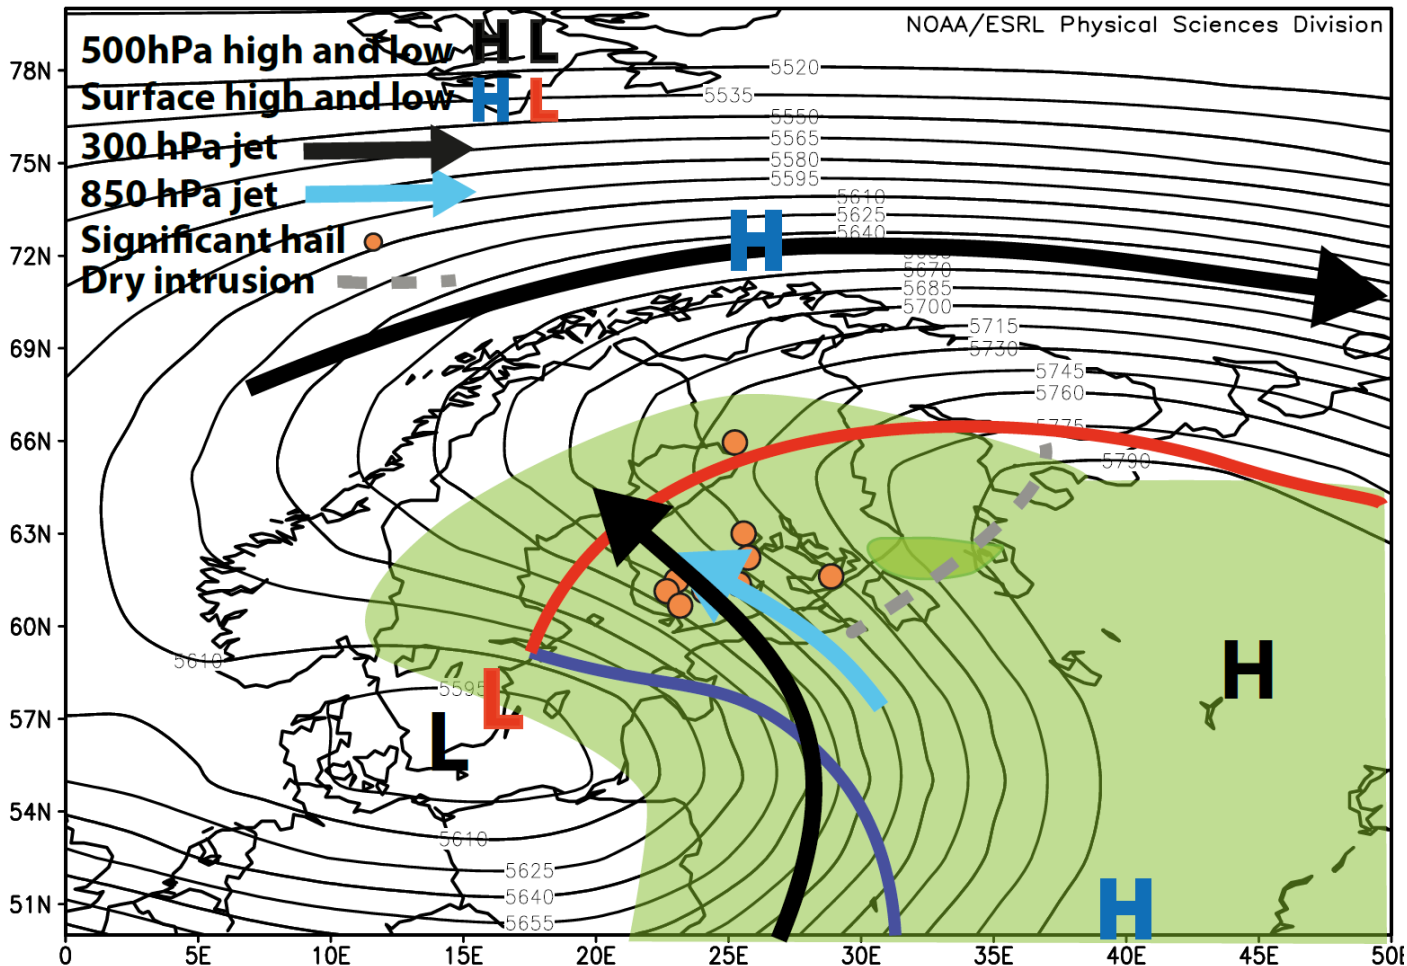 NOAA/ESRL Physical Sciences Division
500hPa high and low H L
Surface high and low H L
300 hPa jet
850 hPa jet
Significant hail
Dry intrusion
78N
75N
72N
69N
66N
63N
60N
57N
54N
51N
5520
5535
5550
5565
5580
5595
5610
5625
5640
H
5670
5685
5700
5715
5730
5745
5760
5775
5790
5610
5595
L
L
H
H
5610
5625
5640
5655
0 5E 10E 15E 20E 25E 30E 35E 40E 45E 50E